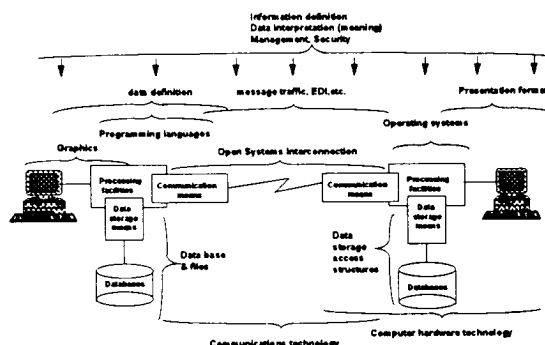 Information definition
Data interpretation (meaning)
Management, Security
data definition
message traffic, EDI, etc.
Presentation format
Programming languages
Operating systems
Graphics
Open Systems Interconnection
Processing
facilities
Communication
means
Communication
means
Processing
facilities
Data
storage
means
Data
storage
means
Data base
& files
Data
storage
access
structures
Databases
Databases
Computer hardware technology
Communications technology